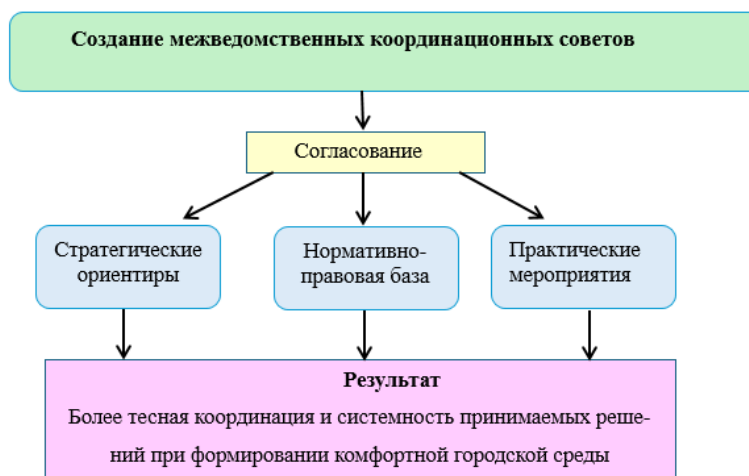 Создание межведомственных координационных советов
Согласование
Стратегические
ориентиры
Нормативно-
правовая база
Практические
мероприятия
Результат
Более тесная координация и системность принимаемых реше-
ний при формировании комфортной городской среды